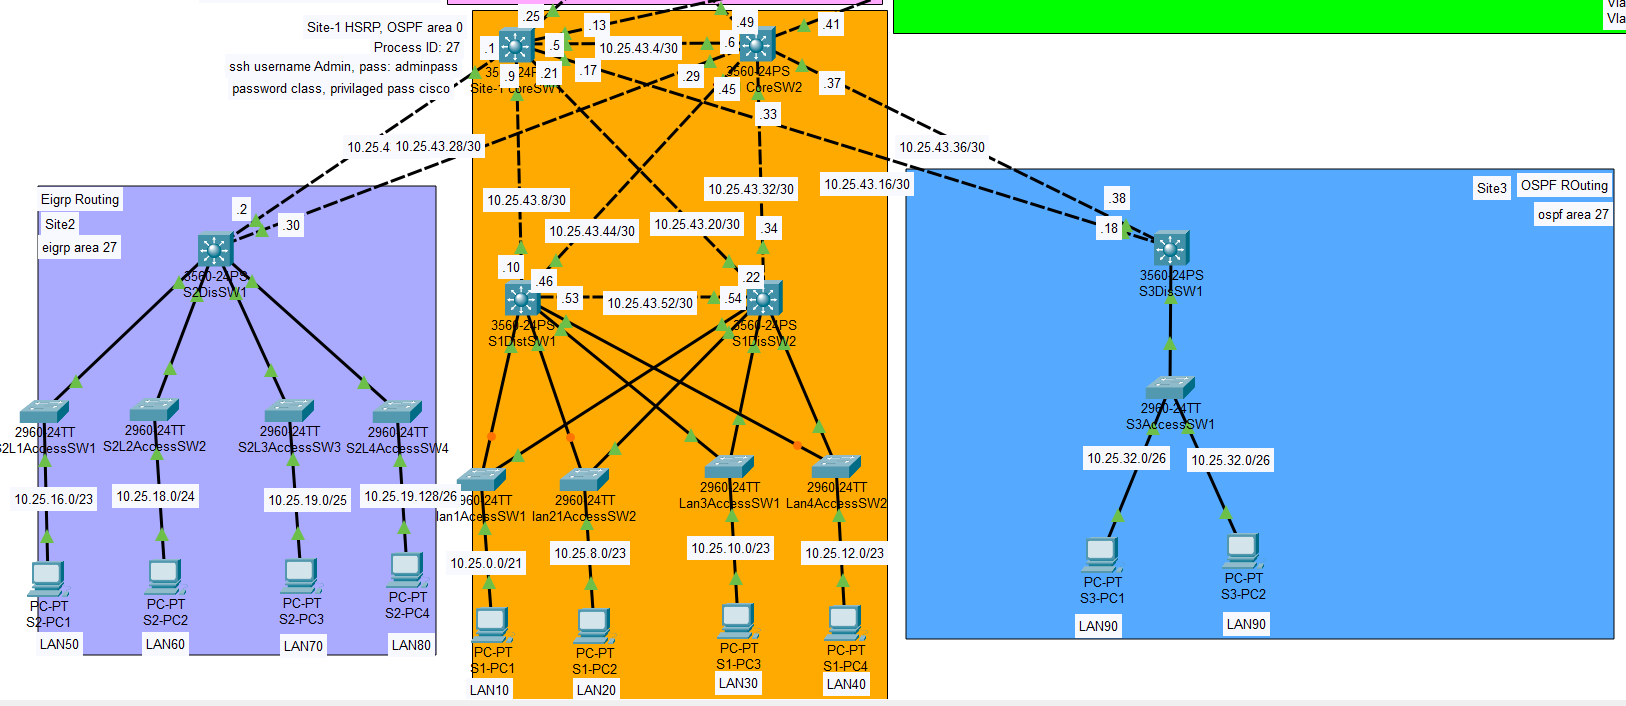 Vla
Vla
.25
.13
.49
.41
Site-1 HSRP, OSPF area 0
Process ID: 27
ssh username Admin, pass: adminpass
password class, privilaged pass cisco
.1
.5
10.25.43.4/30
.6
3560-24PS
CoreSW2
Site-1 CoreSW1
.9
.21
.17
.29
.45
.37
.33
10.25.4
10.25.43.28/30
10.25.43.36/30
10.25.43.8/30
10.25.43.32/30
10.25.43.16/30
10.25.43.44/30
10.25.43.20/30
.34
Eigrp Routing
Site2
eigrp area 27
.2
.30
3560-24PS
S2DisSW1
Site3
OSPF ROuting
ospf area 27
.38
.18
3560-24PS
S3DisSW1
.10
.46
.53
10.25.43.52/30
.54
.22
3560-24PS
S1DistSW1
3560-24PS
S1DisSW2
2960-24TT
S2L1AccessSW1
2960-24TT
S2L2AccessSW2
2960-24TT
S2L3AccessSW3
2960-24TT
S2L4AccessSW4
2960-24TT
S3AccessSW1
10.25.32.0/26
10.25.32.0/26
10.25.16.0/23
10.25.18.0/24
10.25.19.0/25
10.25.19.128/26
960-24TT
lan1AcessSW1
2960-24TT
lan21AccessSW2
2960-24TT
Lan3AccessSW1
2960-24TT
Lan4AccessSW2
10.25.0.0/21
10.25.8.0/23
10.25.10.0/23
10.25.12.0/23
PC-PT
S2-PC1
PC-PT
S2-PC2
PC-PT
S2-PC3
PC-PT
S2-PC4
LAN50
LAN60
LAN70
LAN80
PC-PT
S1-PC1
PC-PT
S1-PC2
PC-PT
S1-PC3
PC-PT
S1-PC4
LAN10
LAN20
LAN30
LAN40
PC-PT
S3-PC1
PC-PT
S3-PC2
LAN90
LAN90